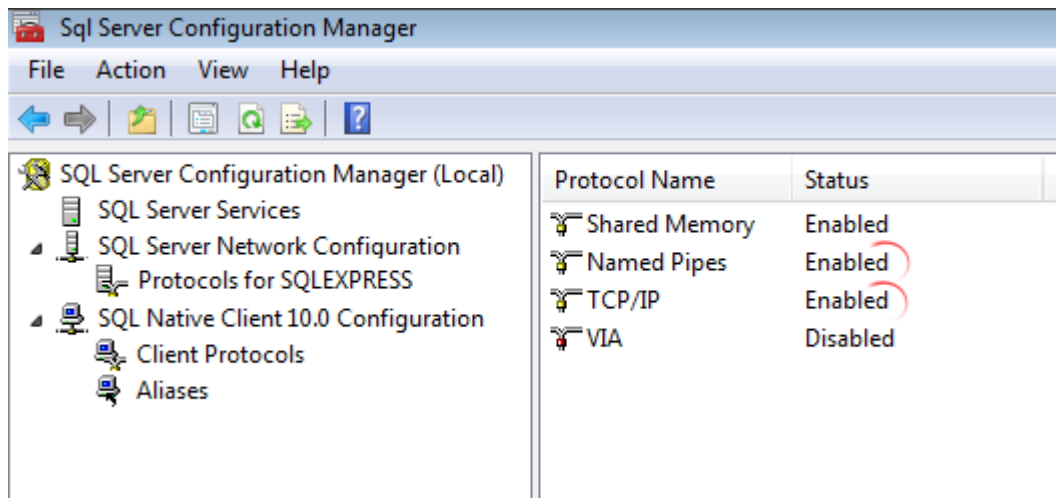 Sql Server Configuration Manager
File Action View Help
SQL Server Configuration Manager (Local)
SQL Server Services
SQL Server Network Configuration
Protocols for SQLEXPRESS
SQL Native Client 10.0 Configuration
Client Protocols
Aliases
Protocol Name Status
Shared Memory Enabled
Named Pipes Enabled
TCP/IP Enabled
VIA Disabled